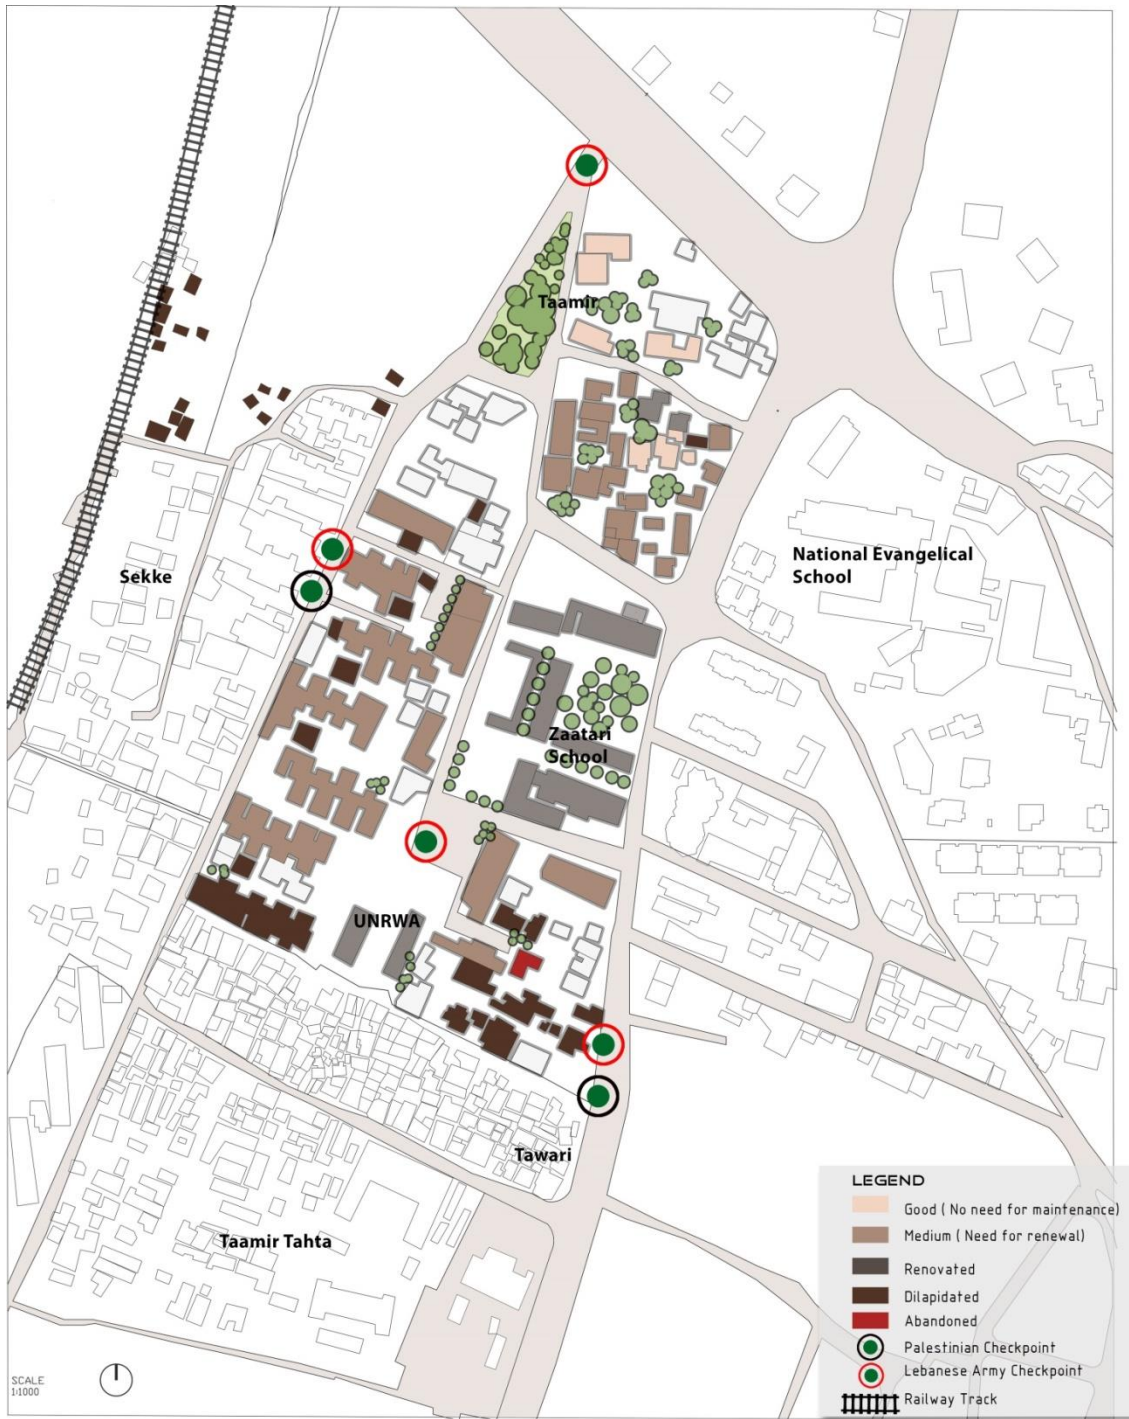 Taamir
National Evangelical
School
Sekke
Zaatari
School
UNRWA
Tawari
Taamir Tahta
LEGEND
Good ( No need for maintenance)
Medium ( Need for renewal)
Renovated
Dilapidated
Abandoned
Palestinian Checkpoint
Lebanese Army Checkpoint
Railway Track
SCALE
1:1000